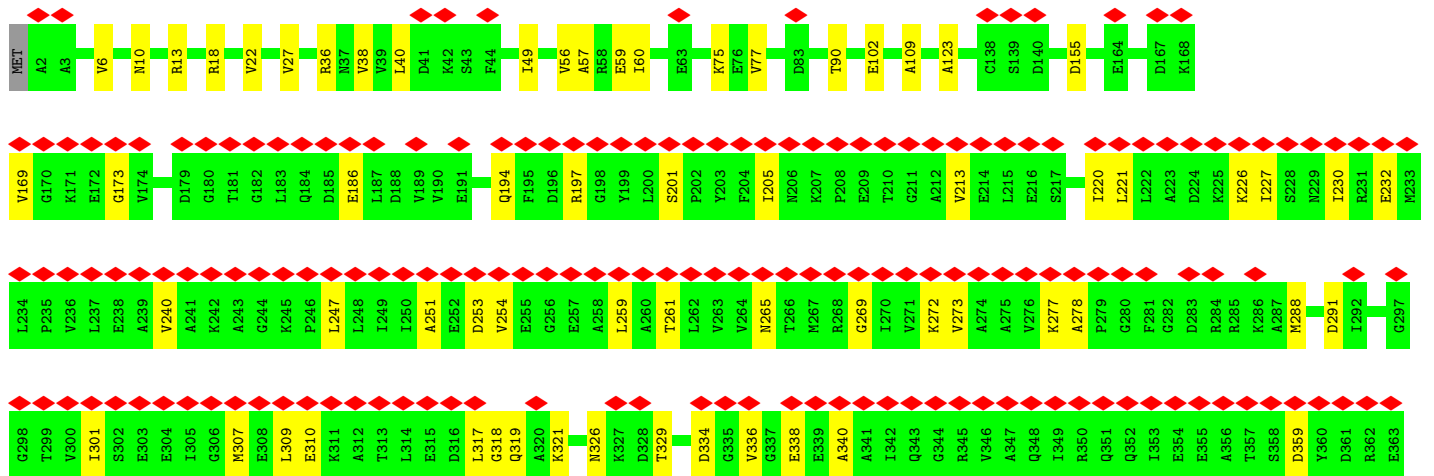 MET A2 A3 V6 N10 R13 R18 V22 V27 R36 N37 V38 V39 L40 D41 K42 S43 F44 I49 V56 A57 R58 E59 I60 E63 K75 E76 V77 D83 T90 E102 A109 A123 C138 S139 D140 D155 E164 D167 K168
V169 G170 K171 E172 G173 V174 D179 G180 T181 G182 L183 Q184 D185 E186 L187 D188 V189 V190 E191 Q194 F195 D196 R197 G198 Y199 L200 S201 P202 Y203 F204 I205 N206 K207 P208 E209 T210 G211 A212 V213 E214 L215 E216 S217 I220 L221 L222 A223 D224 K225 K226 I227 S228 N229 I230 R231 E232 M233
L234 P235 V236 L237 E238 A239 V240 A241 K242 A243 G244 K245 P246 L247 L248 I249 I250 A251 E252 D253 V254 E255 G256 E257 A258 L259 A260 T261 L262 V263 V264 N265 T266 M267 R268 G269 I270 V271 K272 V273 A274 A275 V276 K277 A278 P279 G280 F281 G282 D283 R284 R285 K286 A287 M288 D291 I292 G297
G298 T299 V300 I301 S302 E303 E304 I305 G306 M307 E308 L309 E310 K311 A312 T313 L314 E315 D316 L317 G318 Q319 A320 K321 N326 K327 D328 T329 D334 G335 V336 G337 E338 E339 A340 A341 I342 Q343 G344 R345 V346 A347 Q348 I349 R350 Q351 Q352 I353 E354 E355 A356 T357 S358 D359 Y360 D361 R362 E363